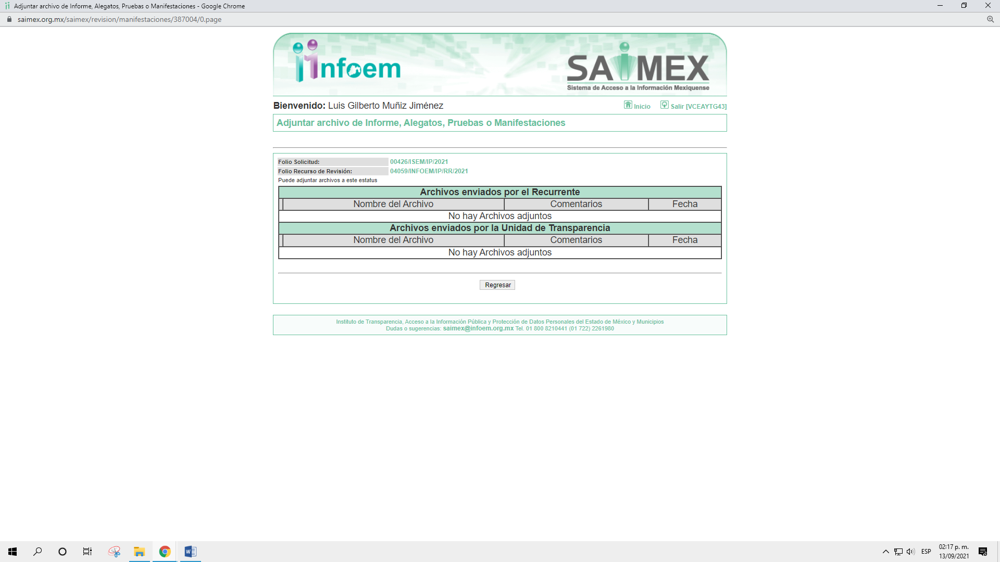 Adjuntar archivo de Informe, Alegatos, Pruebas o Manifestaciones - Google Chrome
saimex.org.mx/saimex/revision/manifestaciones/387004/0.page
infoem
SAIMEX
Sistema de Acceso a la Información Mexiquense
Bienvenido: Luis Gilberto Muñiz Jiménez
Inicio
Salir [VCEAYTG43]
Adjuntar archivo de Informe, Alegatos, Pruebas o Manifestaciones
Folio Solicitud: 00426/ISEM/IP/2021
Folio Recurso de Revisión: 04059/INFOEM/IP/RR/2021
Puede adjuntar archivos a este estatus
Archivos enviados por el Recurrente
Nombre del Archivo Comentarios Fecha
No hay Archivos adjuntos
Archivos enviados por la Unidad de Transparencia
Nombre del Archivo Comentarios Fecha
No hay Archivos adjuntos
Regresar
Instituto de Transparencia, Acceso a la Información Pública y Protección de Datos Personales del Estado de México y Municipios
Dudas o sugerencias: saimex@infoem.org.mx Tel. 01 800 8210441 (01 722) 2261980
ESP
02:17 p. m.
13/09/2021